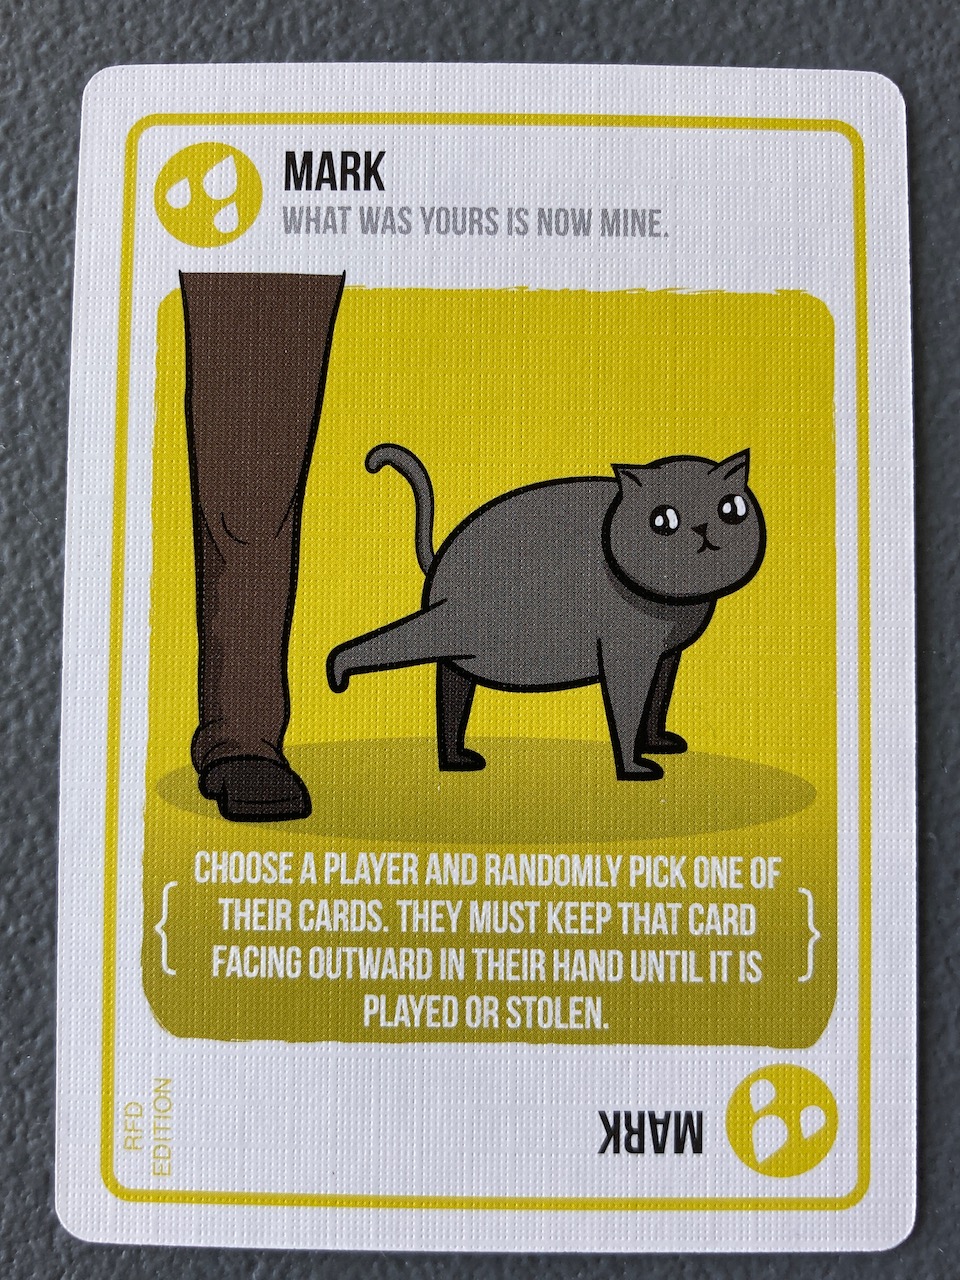 MARK
WHAT WAS YOURS IS NOW MINE.
CHOOSE A PLAYER AND RANDOMLY PICK ONE OF
THEIR CARDS. THEY MUST KEEP THAT CARD
FACING OUTWARD IN THEIR HAND UNTIL IT IS
PLAYED OR STOLEN.
RFD
EDITION
MARK